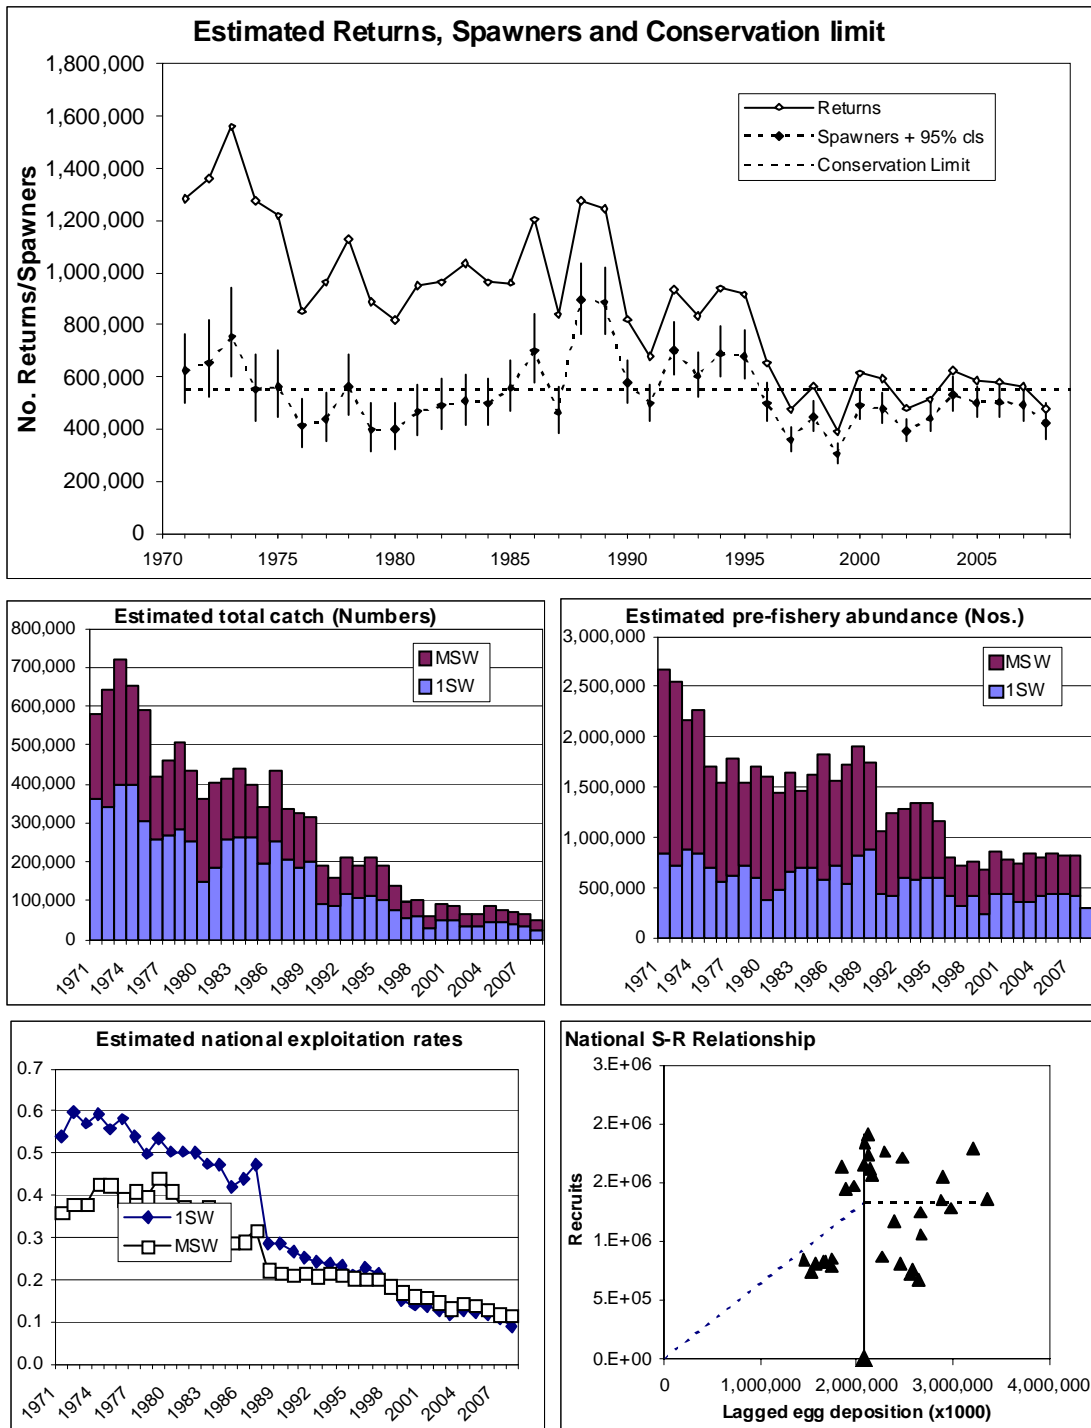 Estimated Returns, Spawners and Conservation limit
No. Returns/Spawners
1,800,000
1,600,000
1,400,000
1,200,000
1,000,000
800,000
600,000
400,000
200,000
0
Returns
Spawners + 95% cls
Conservation Limit
1970 1975 1980 1985 1990 1995 2000 2005
Estimated total catch (Numbers)
800,000
700,000
600,000
500,000
400,000
300,000
200,000
100,000
0
MSW
1SW
1971 1974 1977 1980 1983 1986 1989 1992 1995 1998 2001 2004 2007
Estimated pre-fishery abundance (Nos.)
3,000,000
2,500,000
2,000,000
1,500,000
1,000,000
500,000
0
MSW
1SW
1971 1974 1977 1980 1983 1986 1989 1992 1995 1998 2001 2004 2007
Estimated national exploitation rates
0.7
0.6
0.5
0.4
0.3
0.2
0.1
0.0
1SW
MSW
1971 1974 1977 1980 1983 1986 1989 1992 1995 1998 2001 2004 2007
National S-R Relationship
Recruits
3.E+06
2.E+06
2.E+06
1.E+06
5.E+05
0.E+00
0 1,000,000 2,000,000 3,000,000 4,000,000
Lagged egg deposition (x1000)